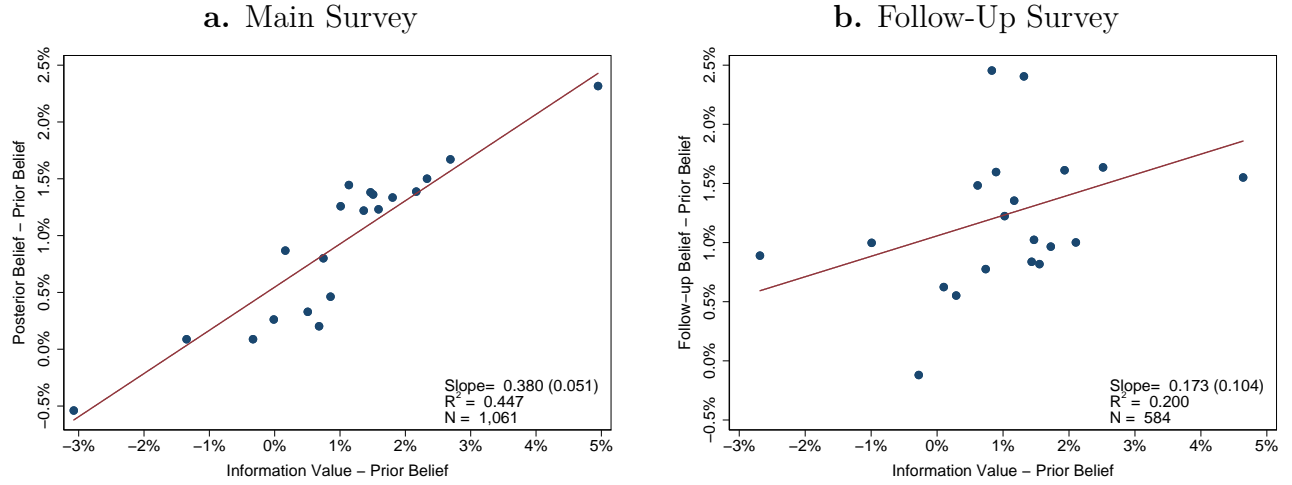 a. Main Survey
Posterior Belief − Prior Belief
2.5%
2.0%
1.5%
1.0%
0.5%
0.0%
−0.5%
Slope= 0.380 (0.051)
R² = 0.447
N = 1,061
−3% −2% −1% 0% 1% 2% 3% 4% 5%
Information Value − Prior Belief
b. Follow-Up Survey
Follow−up Belief − Prior Belief
2.5%
2.0%
1.5%
1.0%
0.5%
0.0%
−0.5%
Slope= 0.173 (0.104)
R² = 0.200
N = 584
−3% −2% −1% 0% 1% 2% 3% 4% 5%
Information Value − Prior Belief